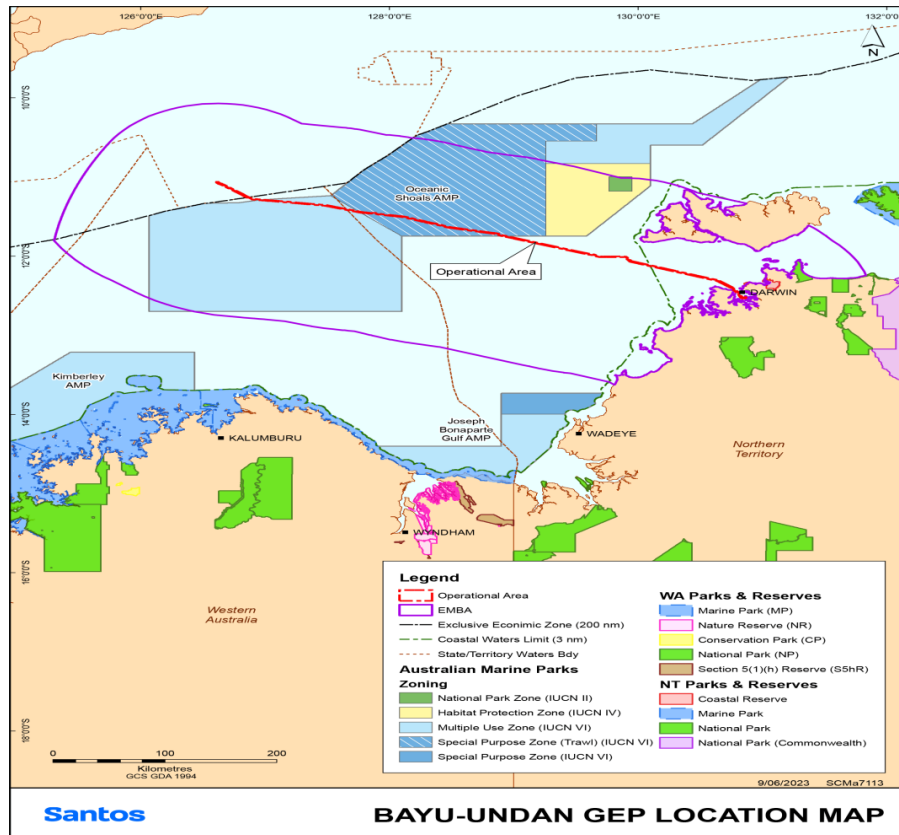 126°0'0"E
128°0'0"E
130°0'0"E
132°0'0"E
N
10°0'0"S
12°0'0"S
14°0'0"S
16°0'0"S
18°0'0"S
Oceanic
Shoals AMP
Operational Area
DARWIN
Kimberley
AMP
KALUMBURU
Joseph
Bonaparte
Gulf AMP
WADEYE
Northern
Territory
WYNDHAM
Western
Australia
Legend
Operational Area
EMBA
Exclusive Econimic Zone (200 nm)
Coastal Waters Limit (3 nm)
State/Territory Waters Bdy
Australian Marine Parks
Zoning
National Park Zone (IUCN II)
Habitat Protection Zone (IUCN IV)
Multiple Use Zone (IUCN VI)
Special Purpose Zone (Trawl) (IUCN VI)
Special Purpose Zone (IUCN VI)
WA Parks & Reserves
Marine Park (MP)
Nature Reserve (NR)
Conservation Park (CP)
National Park (NP)
Section 5(1)(h) Reserve (S5hR)
NT Parks & Reserves
Coastal Reserve
Marine Park
National Park
National Park (Commonwealth)
0 50 100 200
Kilometres
GCS GDA 1994
9/06/2023 SCMa7113
Santos
BAYU-UNDAN GEP LOCATION MAP